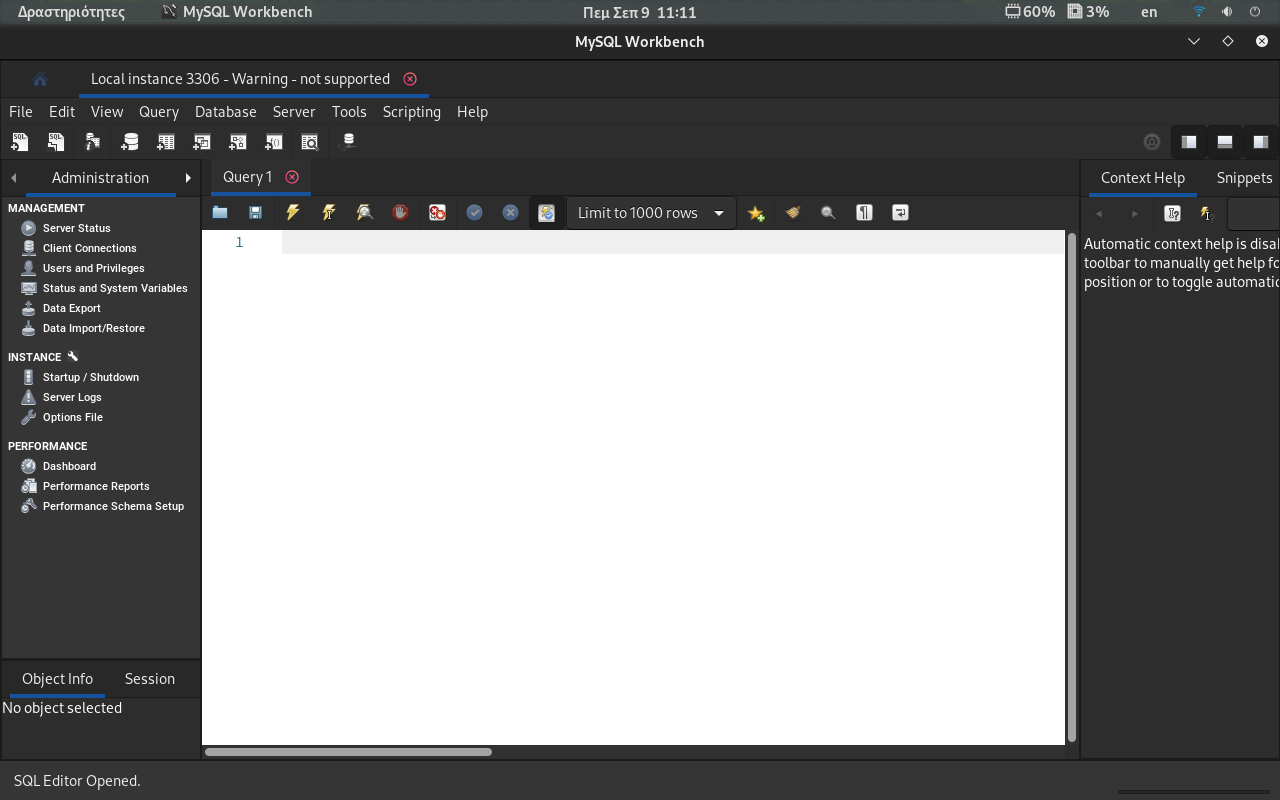 Δραστηριότητες MySQL Workbench Πεμ Σεπ 9 11:11 60% 3% en
MySQL Workbench
Local instance 3306 - Warning - not supported
File Edit View Query Database Server Tools Scripting Help
Administration
Query 1
Context Help Snippets
MANAGEMENT
Server Status
Client Connections
Users and Privileges
Status and System Variables
Data Export
Data Import/Restore
INSTANCE
Startup / Shutdown
Server Logs
Options File
PERFORMANCE
Dashboard
Performance Reports
Performance Schema Setup
Limit to 1000 rows
1
Automatic context help is disa
toolbar to manually get help fo
position or to toggle automatic
Object Info Session
No object selected
SQL Editor Opened.